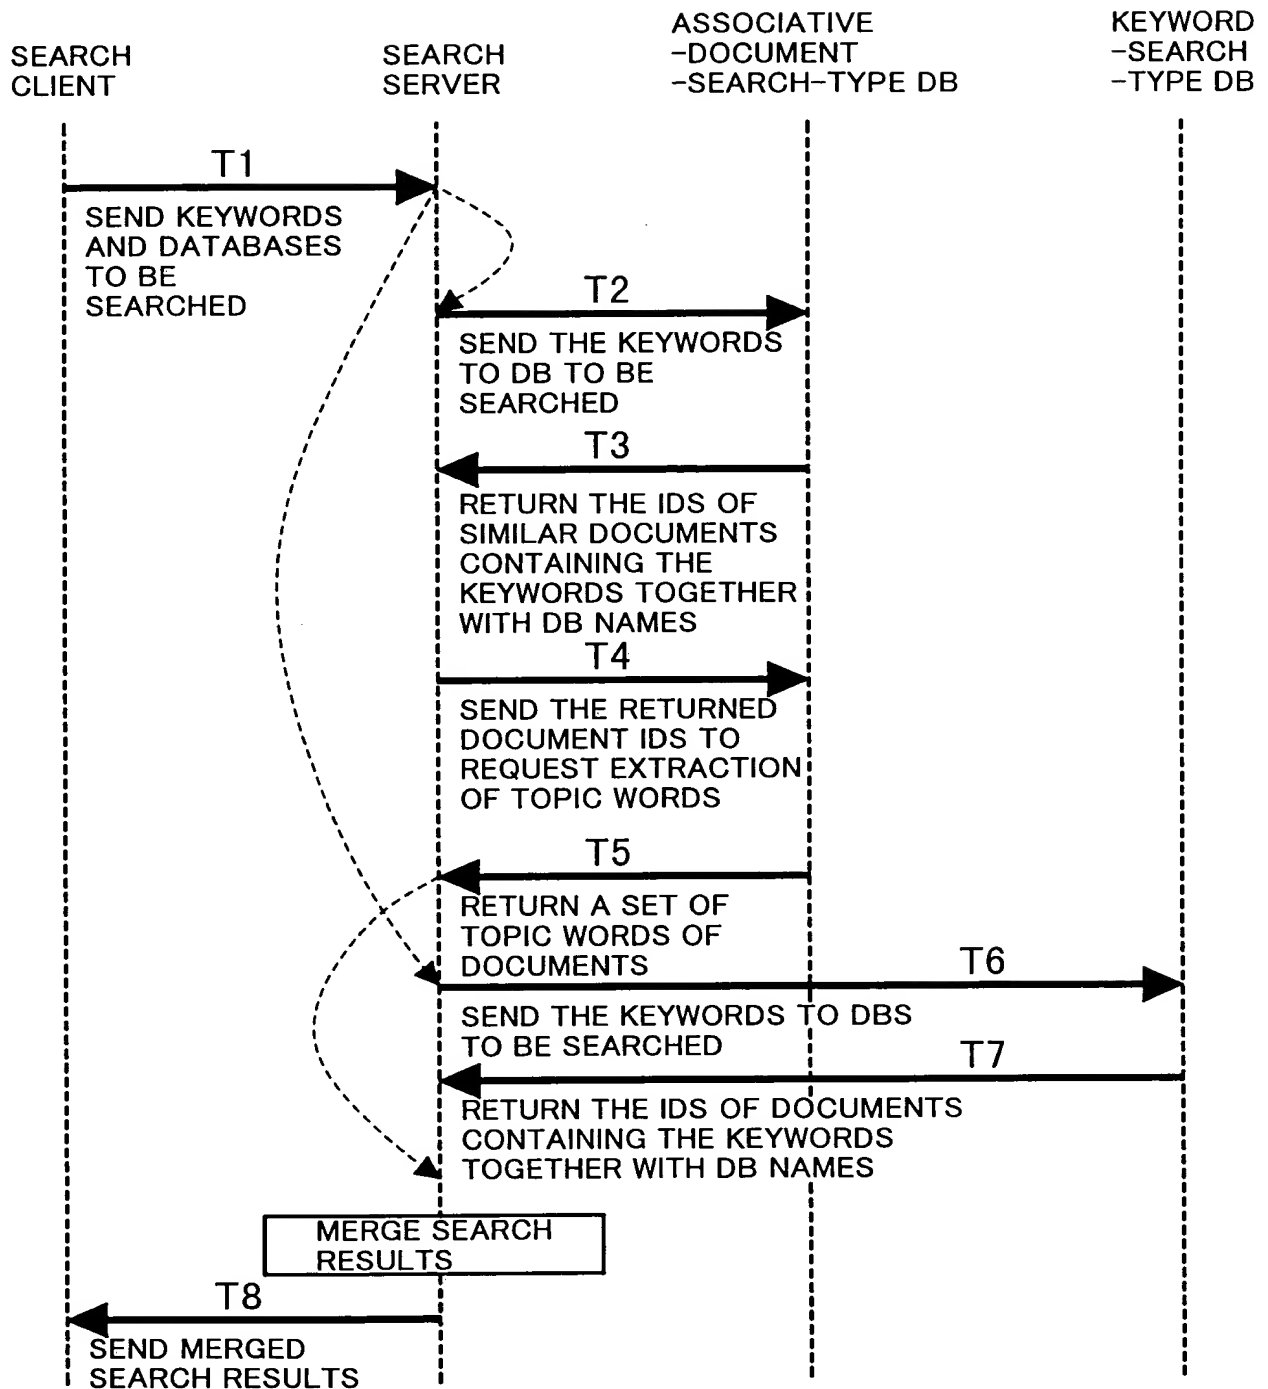 SEARCH
CLIENT
SEARCH
SERVER
ASSOCIATIVE
-DOCUMENT
-SEARCH-TYPE DB
KEYWORD
-SEARCH
-TYPE DB
T1
SEND KEYWORDS
AND DATABASES
TO BE
SEARCHED
T2
SEND THE KEYWORDS
TO DB TO BE
SEARCHED
T3
RETURN THE IDS OF
SIMILAR DOCUMENTS
CONTAINING THE
KEYWORDS TOGETHER
WITH DB NAMES
T4
SEND THE RETURNED
DOCUMENT IDS TO
REQUEST EXTRACTION
OF TOPIC WORDS
T5
RETURN A SET OF
TOPIC WORDS OF
DOCUMENTS
T6
SEND THE KEYWORDS TO DBS
TO BE SEARCHED
T7
RETURN THE IDS OF DOCUMENTS
CONTAINING THE KEYWORDS
TOGETHER WITH DB NAMES
MERGE SEARCH
RESULTS
T8
SEND MERGED
SEARCH RESULTS